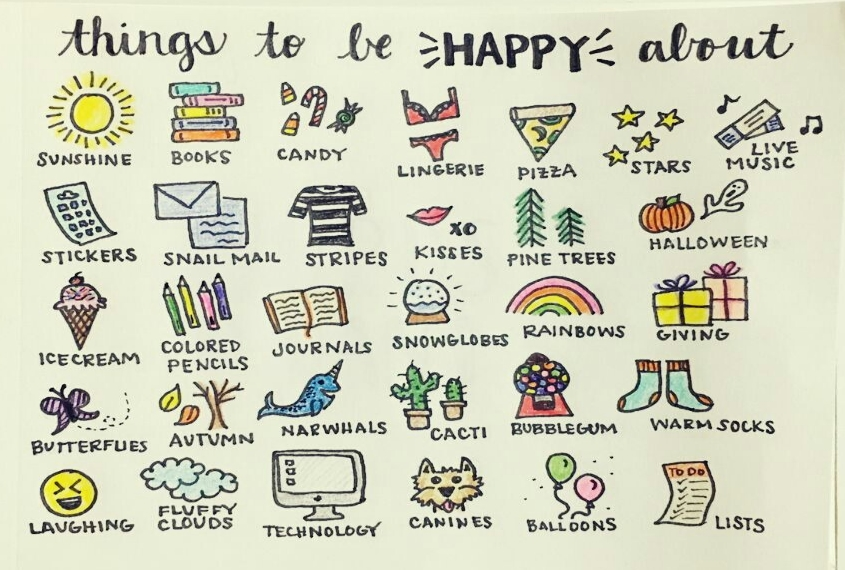 things to be HAPPY about
SUNSHINE
BOOKS
CANDY
LINGERIE
PIZZA
STARS
LIVE
MUSIC
STICKERS
SNAIL MAIL
STRIPES
XO
KISSES
PINE TREES
HALLOWEEN
ICECREAM
COLORED
PENCILS
JOURNALS
SNOWGLOBES
RAINBOWS
GIVING
BUTTERFLIES
AUTUMN
NARWHALS
CACTI
BUBBLEGUM
WARM SOCKS
LAUGHING
FLUFFY
CLOUDS
TECHNOLOGY
CANINES
BALLOONS
TO DO
LISTS